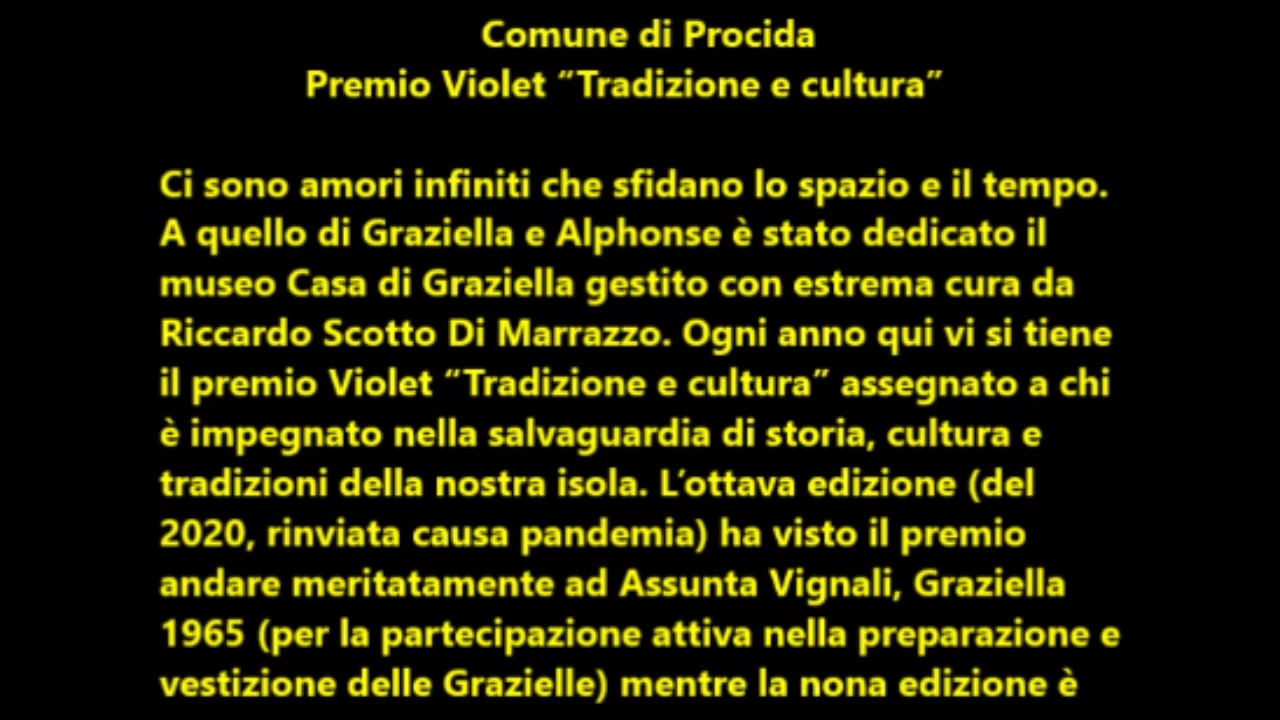 Comune di Procida
Premio Violet “Tradizione e cultura”
Ci sono amori infiniti che sfidano lo spazio e il tempo.
A quello di Graziella e Alphonse è stato dedicato il
museo Casa di Graziella gestito con estrema cura da
Riccardo Scotto Di Marrazzo. Ogni anno qui vi si tiene
il premio Violet “Tradizione e cultura” assegnato a chi
è impegnato nella salvaguardia di storia, cultura e
tradizioni della nostra isola. L’ottava edizione (del
2020, rinviata causa pandemia) ha visto il premio
andare meritatamente ad Assunta Vignali, Graziella
1965 (per la partecipazione attiva nella preparazione e
vestizione delle Grazielle) mentre la nona edizione è